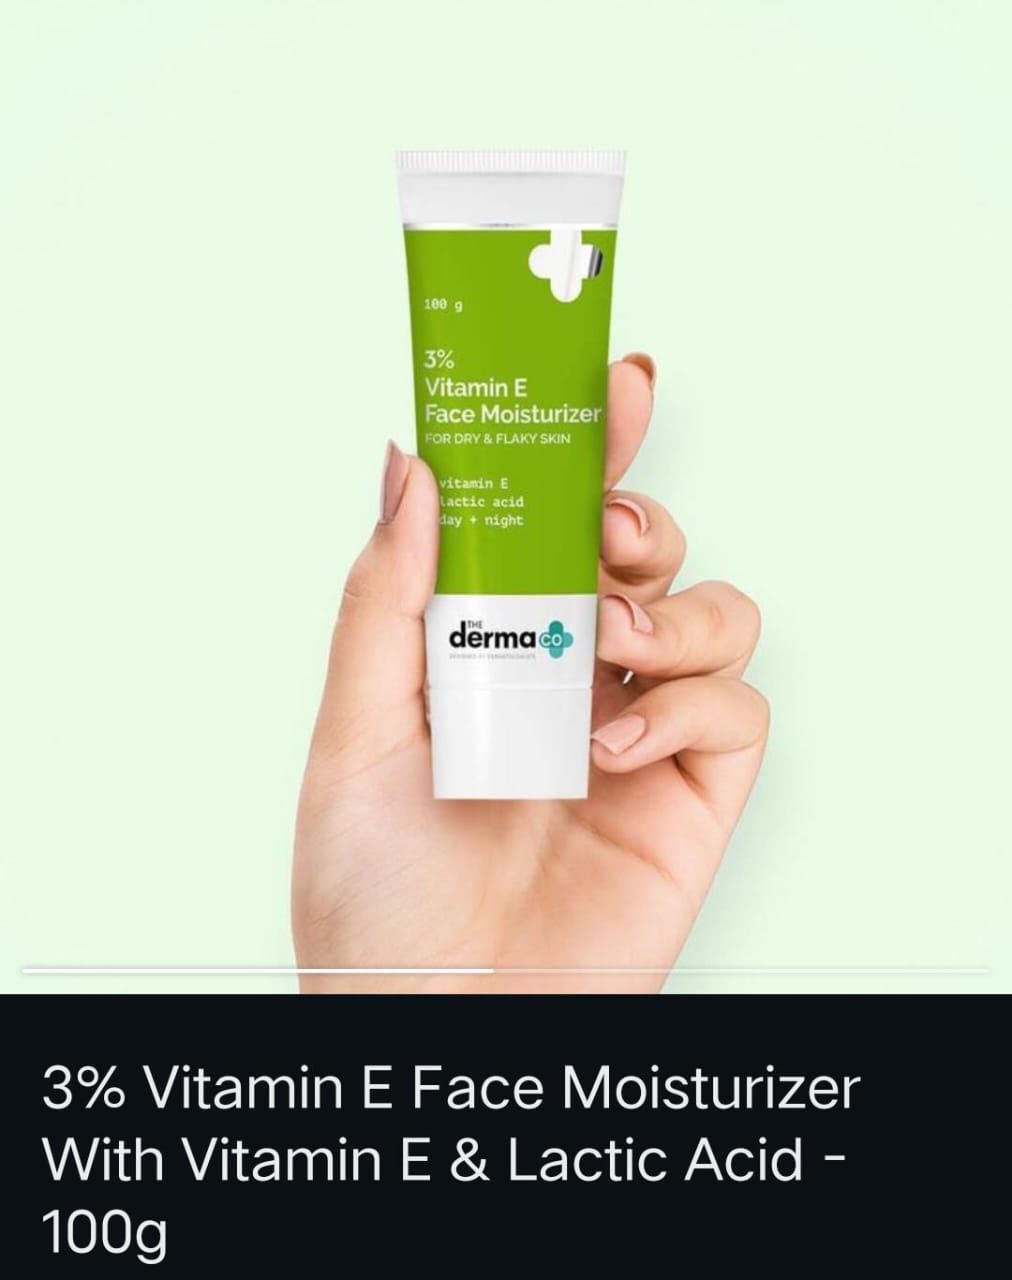 100 g
3%
Vitamin E
Face Moisturizer
FOR DRY & FLAKY SKIN
vitamin E
lactic acid
day + night
THE
derma co
3% Vitamin E Face Moisturizer
With Vitamin E & Lactic Acid -
100g